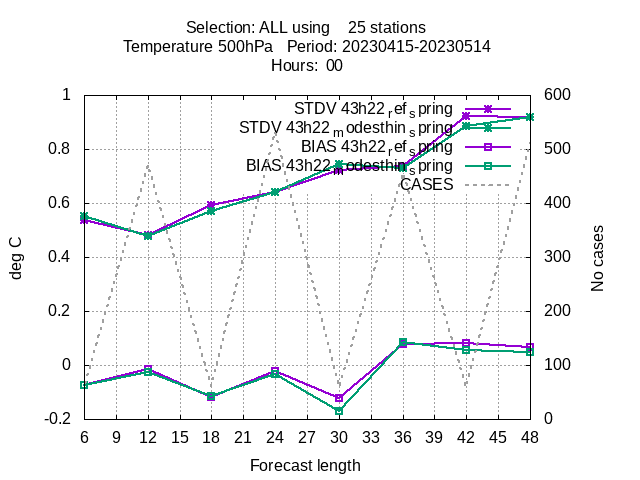 Selection: ALL using 25 stations
Temperature 500hPa Period: 20230415-20230514
Hours: 00
1
0.8
0.6
0.4
0.2
0
-0.2
deg C
STDV 43h22_ref_spring
STDV 43h22_modesthin_spring
BIAS 43h22_ref_spring
BIAS 43h22_modesthin_spring
CASES
600
500
400
300
200
100
0
No cases
6 9 12 15 18 21 24 27 30 33 36 39 42 45 48
Forecast length